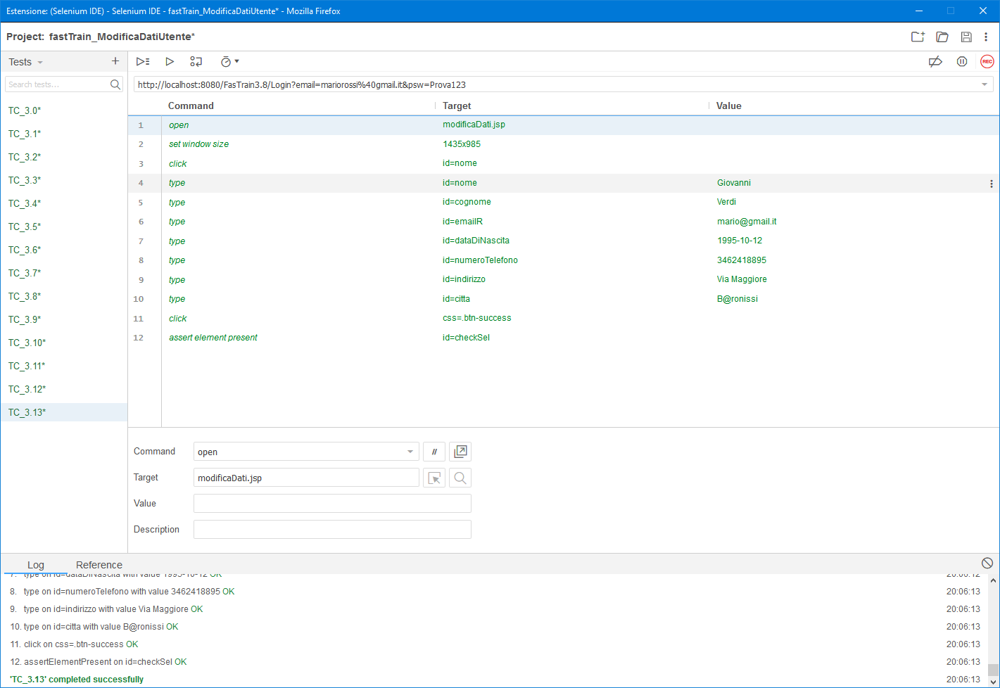 Estensione: (Selenium IDE) - Selenium IDE - fastTrain_ModificaDatiUtente* - Mozilla Firefox
Project: fastTrain_ModificaDatiUtente*
Tests
REC
Search tests...
http://localhost:8080/FasTrain3.8/Login?email=mariorossi%40gmail.it&psw=Prova123
Command Target Value
TC_3.0*
TC_3.1*
TC_3.2*
TC_3.3*
TC_3.4*
TC_3.5*
TC_3.6*
TC_3.7*
TC_3.8*
TC_3.9*
TC_3.10*
TC_3.11*
TC_3.12*
TC_3.13*
1 open modificaDati.jsp
2 set window size 1435x985
3 click id=nome
4 type id=nome Giovanni
5 type id=cognome Verdi
6 type id=emailR mario@gmail.it
7 type id=dataDiNascita 1995-10-12
8 type id=numeroTelefono 3462418895
9 type id=indirizzo Via Maggiore
10 type id=citta B@ronissi
11 click css=.btn-success
12 assert element present id=checkSel
Command open //
Target modificaDati.jsp
Value
Description
Log Reference
7. type on id=dataDiNascita with value 1995-10-12 OK 20:06:12
8. type on id=numeroTelefono with value 3462418895 OK 20:06:13
9. type on id=indirizzo with value Via Maggiore OK 20:06:13
10. type on id=citta with value B@ronissi OK 20:06:13
11. click on css=.btn-success OK 20:06:13
12. assertElementPresent on id=checkSel OK 20:06:13
'TC_3.13' completed successfully 20:06:13